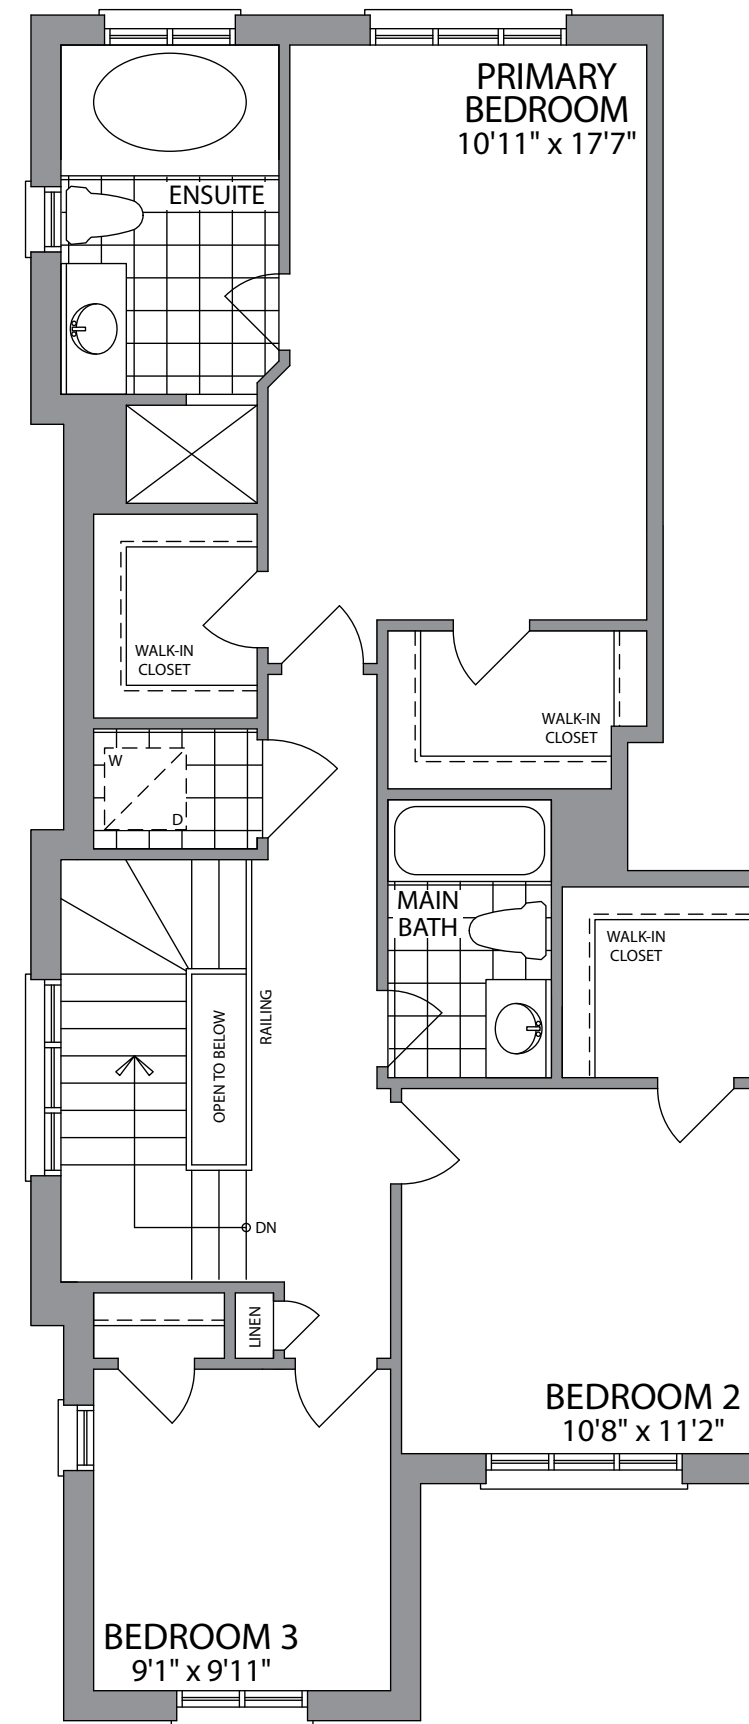 PRIMARY
BEDROOM
10'11" x 17'7"
ENSUITE
WALK-IN
CLOSET
WALK-IN
CLOSET
W
D
MAIN
BATH
WALK-IN
CLOSET
RAILING
OPEN TO BELOW
DN
LINEN
BEDROOM 2
10'8" x 11'2"
BEDROOM 3
9'1" x 9'11"